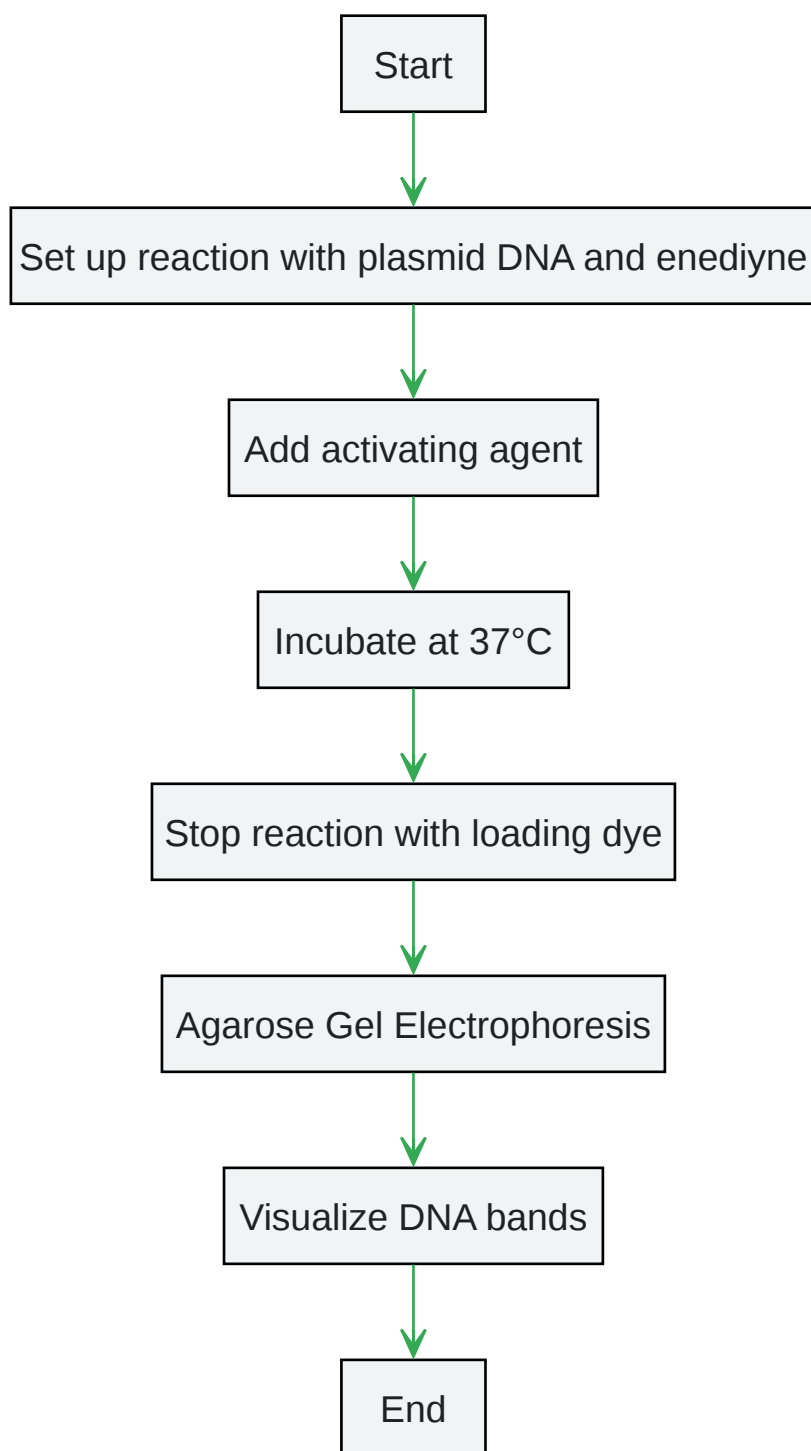 Start
Set up reaction with plasmid DNA and enediyne
Add activating agent
Incubate at 37°C
Stop reaction with loading dye
Agarose Gel Electrophoresis
Visualize DNA bands
End